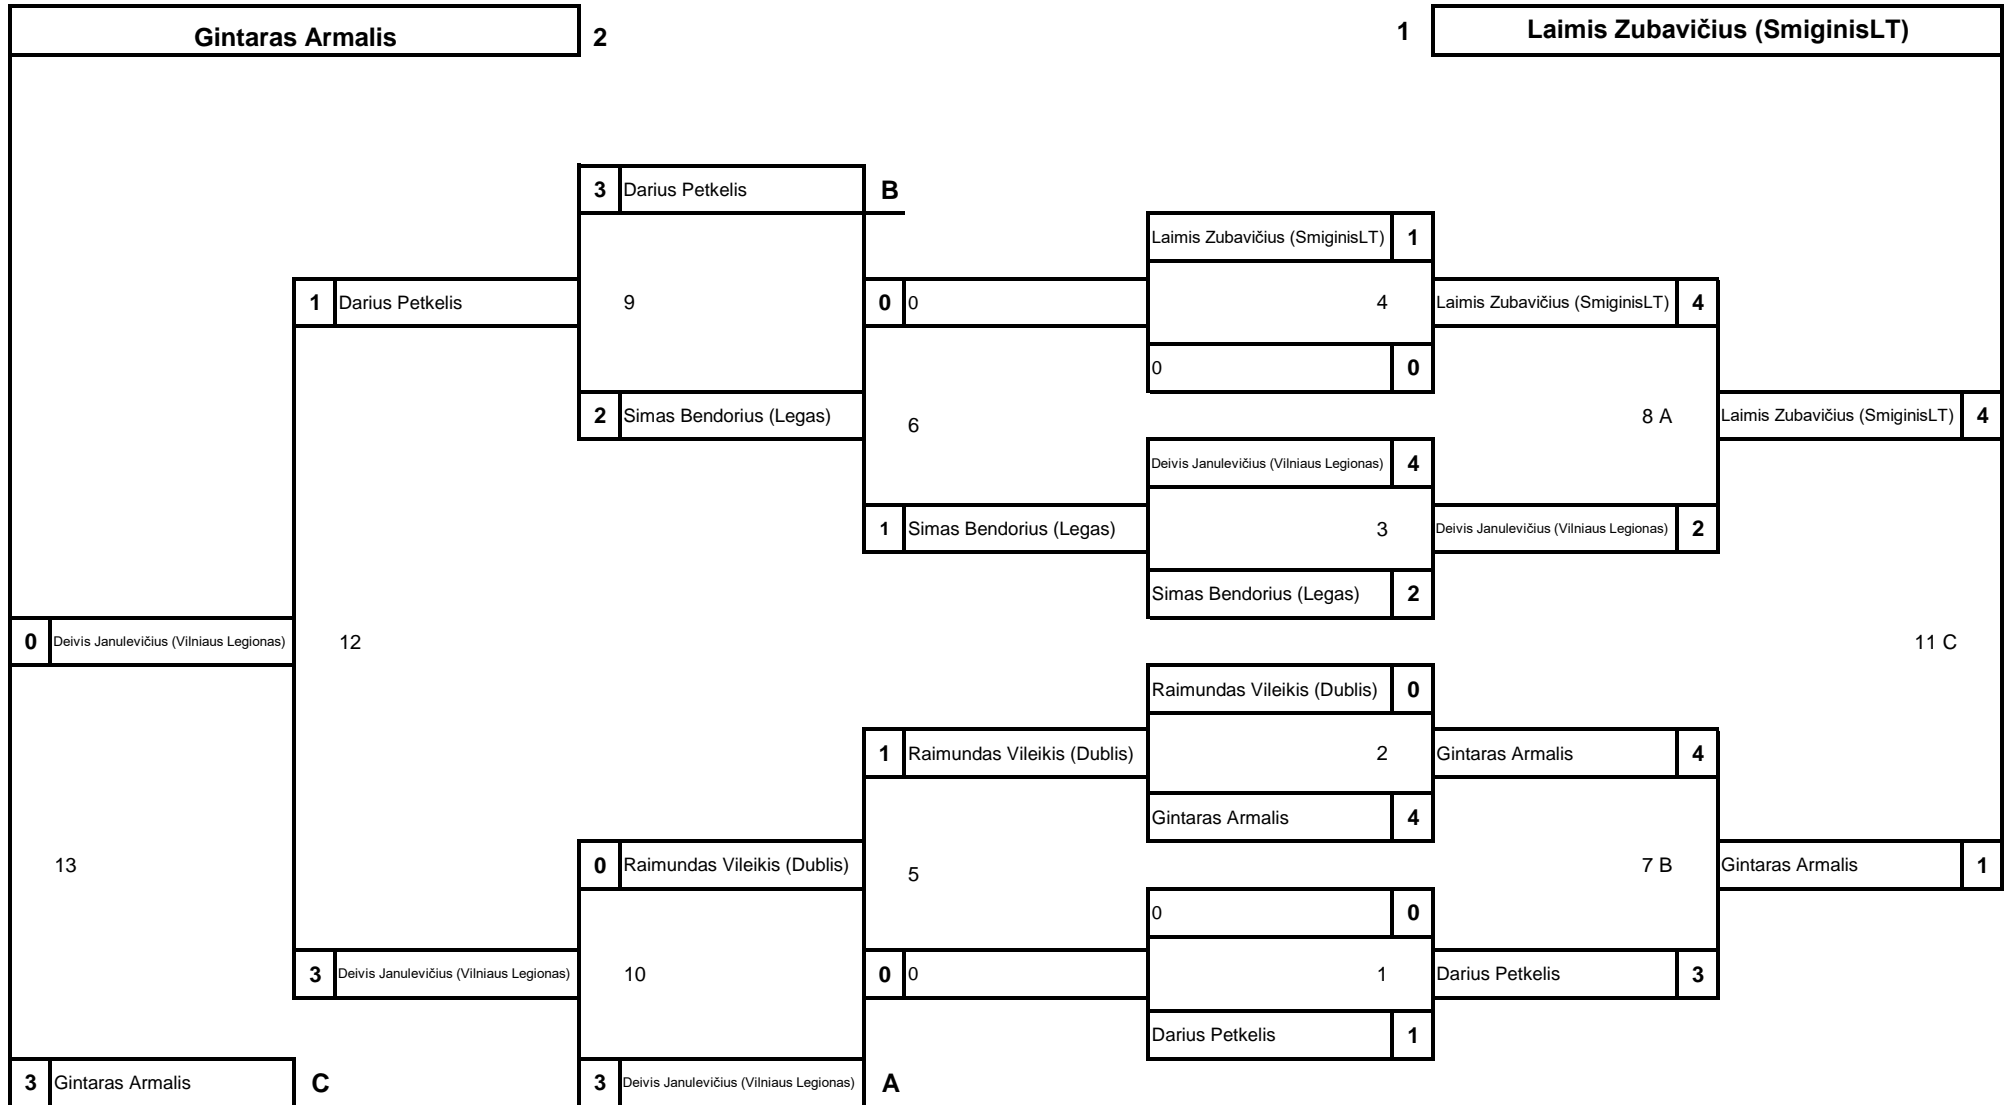 Gintaras Armalis 2 1 Laimis Zubavičius (SmiginisLT)
3 Darius Petkelis B
Laimis Zubavičius (SmiginisLT) 1
1 Darius Petkelis 9 0 0 4 Laimis Zubavičius (SmiginisLT) 4
0 0
2 Simas Bendorius (Legas) 6 8 A Laimis Zubavičius (SmiginisLT) 4
Deivis Janulevičius (Vilniaus Legionas) 4
1 Simas Bendorius (Legas) 3 Deivis Janulevičius (Vilniaus Legionas) 2
Simas Bendorius (Legas) 2
0 Deivis Janulevičius (Vilniaus Legionas) 12 11 C
Raimundas Vileikis (Dublis) 0
1 Raimundas Vileikis (Dublis) 2 Gintaras Armalis 4
Gintaras Armalis 4
13 0 Raimundas Vileikis (Dublis) 5 7 B Gintaras Armalis 1
0 0
3 Deivis Janulevičius (Vilniaus Legionas) 10 0 0 1 Darius Petkelis 3
Darius Petkelis 1
3 Gintaras Armalis C 3 Deivis Janulevičius (Vilniaus Legionas) A